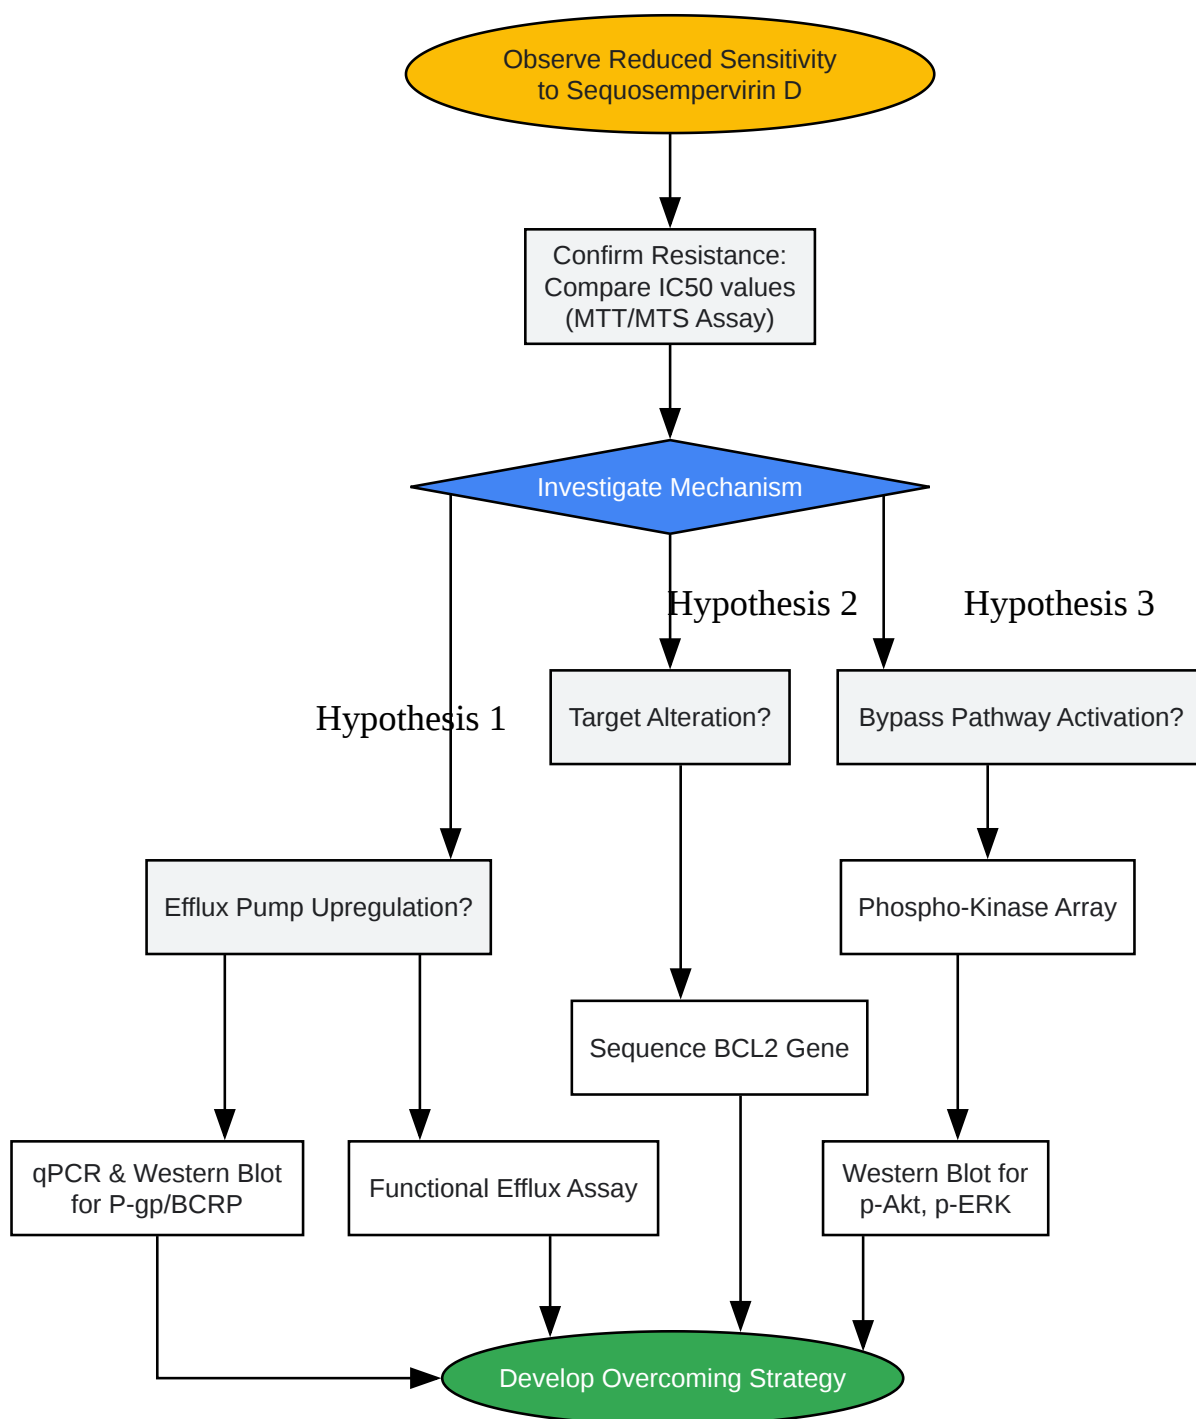 Observe Reduced Sensitivity
to Sequosempervirin D
Confirm Resistance:
Compare IC50 values
(MTT/MTS Assay)
Investigate Mechanism
Hypothesis 2
Hypothesis 3
Hypothesis 1
Target Alteration?
Bypass Pathway Activation?
Efflux Pump Upregulation?
Phospho-Kinase Array
Sequence BCL2 Gene
qPCR & Western Blot
for P-gp/BCRP
Functional Efflux Assay
Western Blot for
p-Akt, p-ERK
Develop Overcoming Strategy